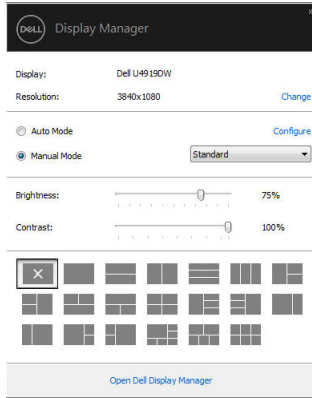 DELL Display Manager
Display: Dell U4919DW
Resolution: 3840x1080 Change
Auto Mode Configure
Manual Mode Standard
Brightness: 75%
Contrast: 100%
Open Dell Display Manager